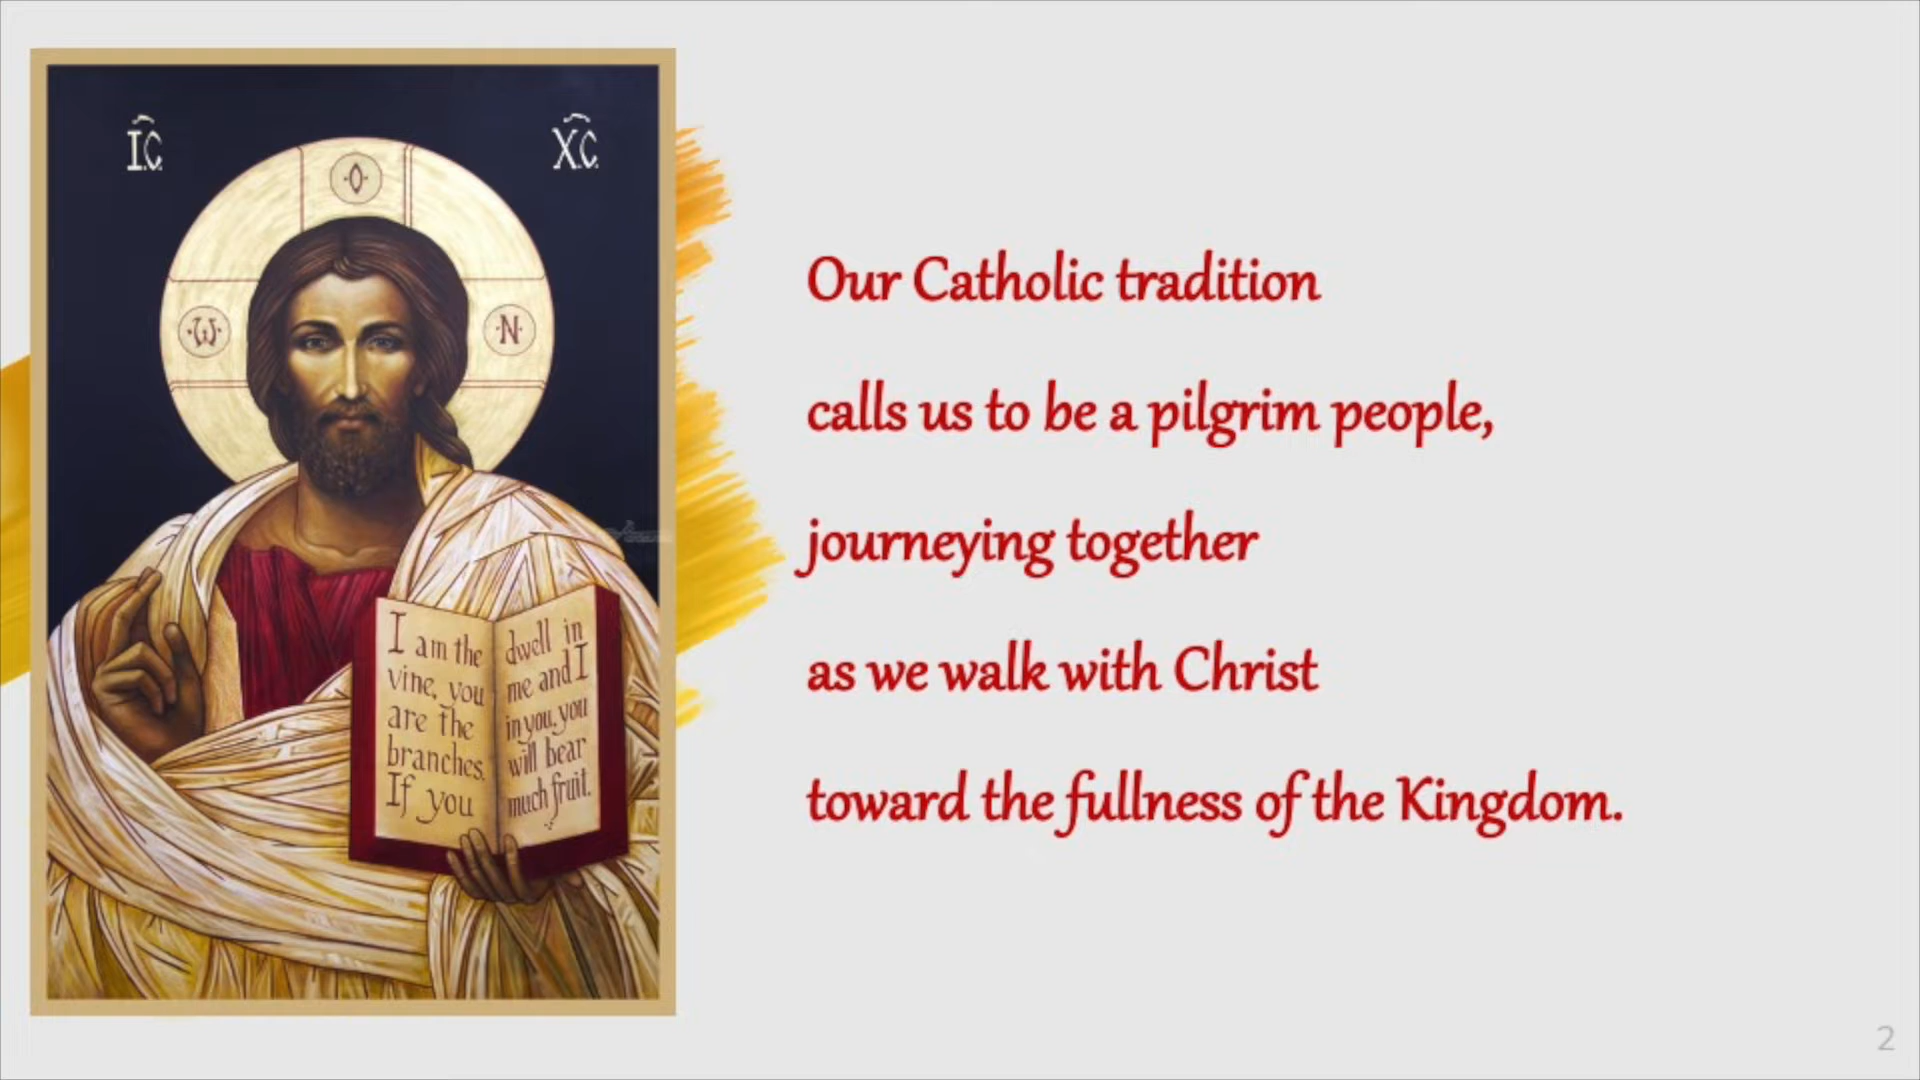 I͡C̣
X͡C
·O·
·ω·
·N·
I am the
vine, you
are the
branches.
If you
dwell in
me and I
in you, you
will bear
much fruit.
Our Catholic tradition
calls us to be a pilgrim people,
journeying together
as we walk with Christ
toward the fullness of the Kingdom.
2